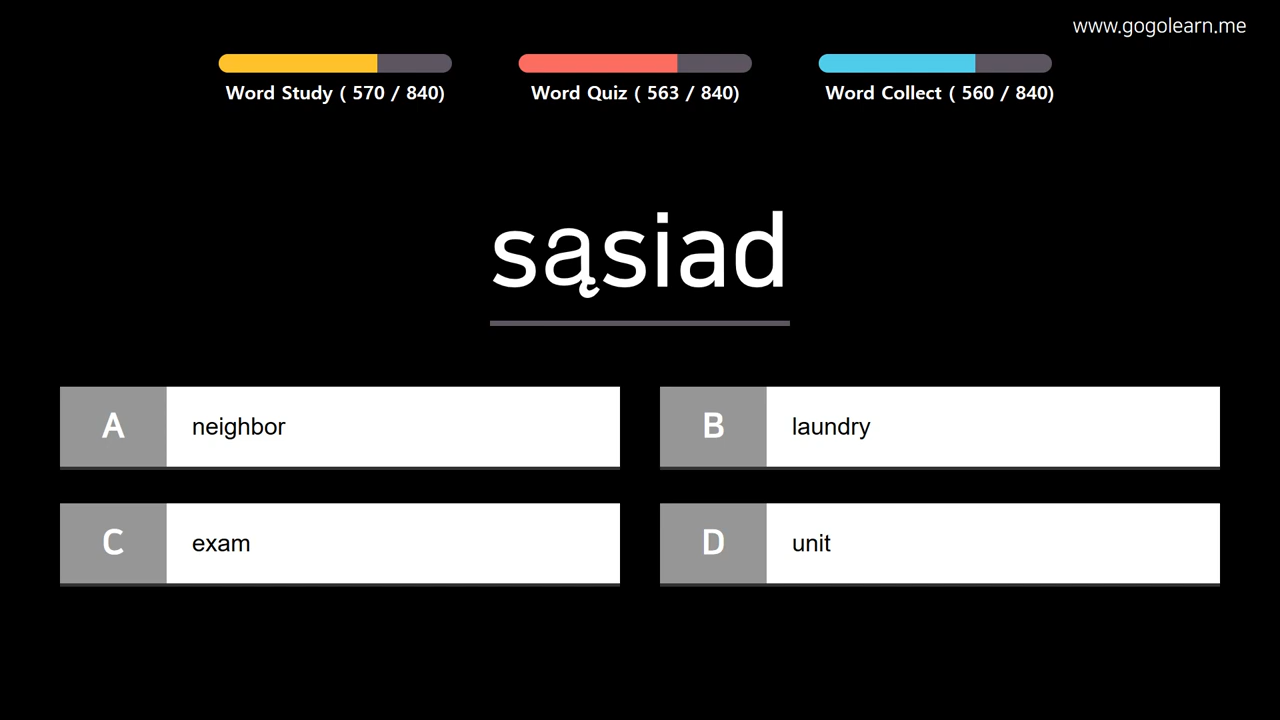 www.gogolearn.me
Word Study ( 570 / 840)
Word Quiz ( 563 / 840)
Word Collect ( 560 / 840)
sąsiad
A neighbor
B laundry
C exam
D unit